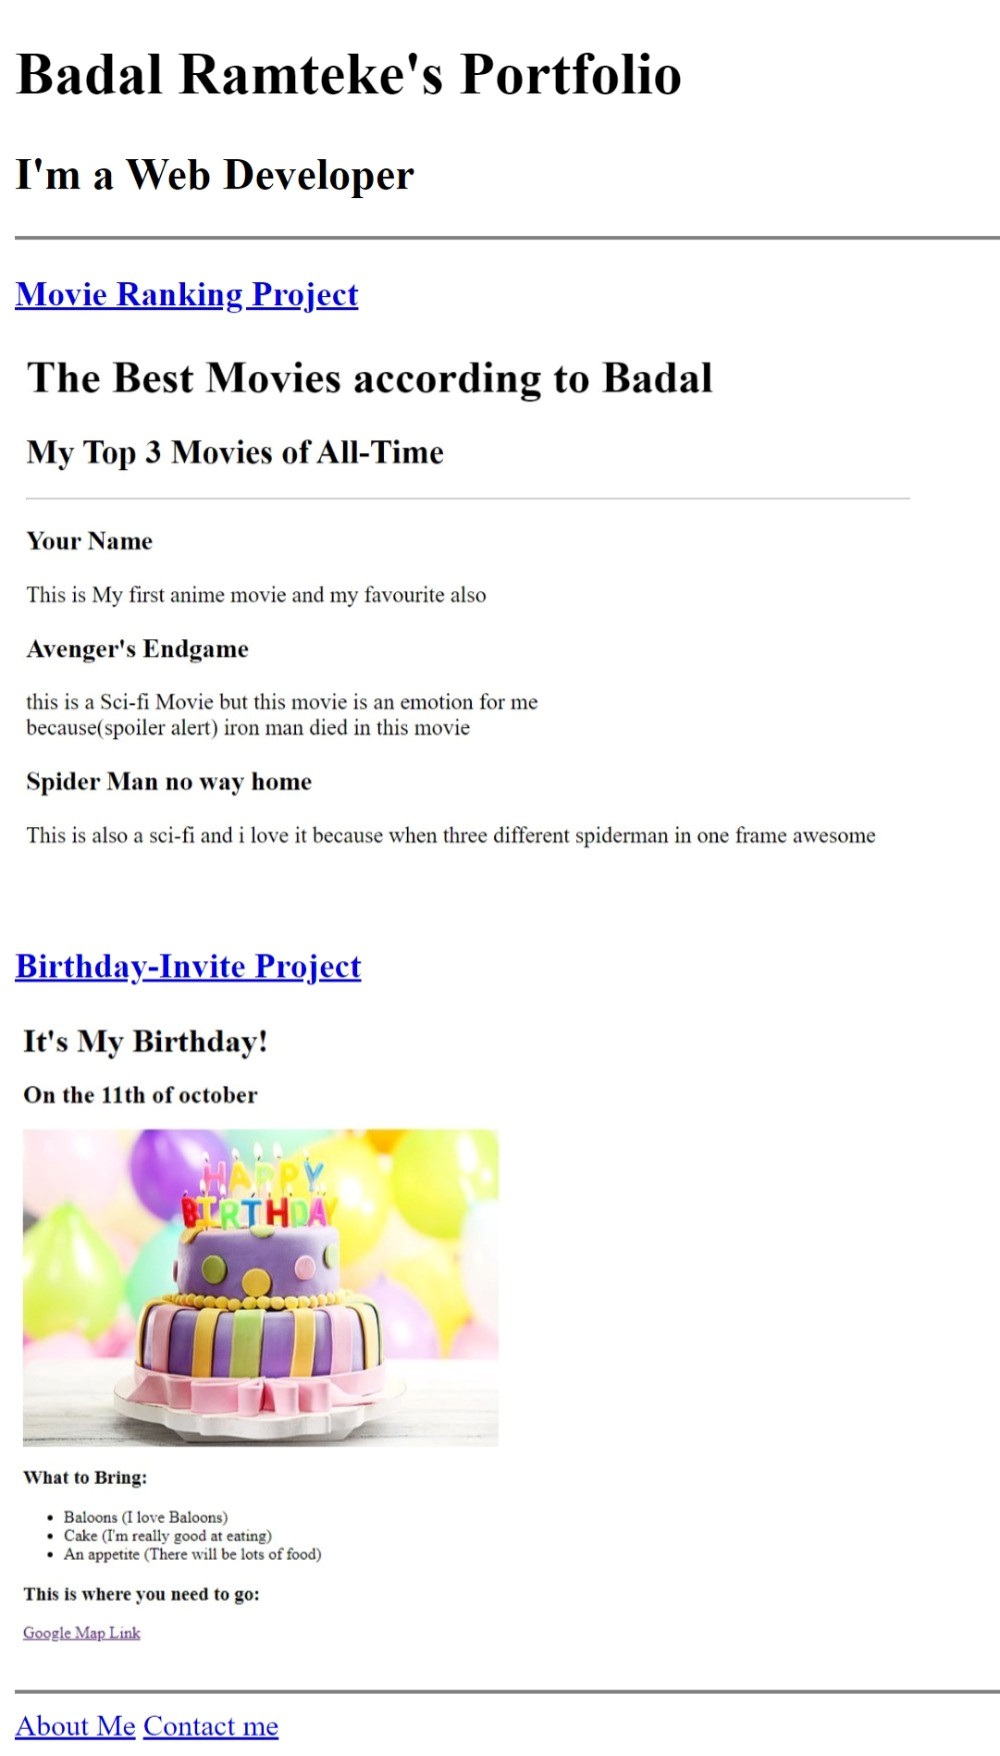 Badal Ramteke's Portfolio
I'm a Web Developer
Movie Ranking Project
The Best Movies according to Badal
My Top 3 Movies of All-Time
Your Name
This is My first anime movie and my favourite also
Avenger's Endgame
this is a Sci-fi Movie but this movie is an emotion for me
because(spoiler alert) iron man died in this movie
Spider Man no way home
This is also a sci-fi and i love it because when three different spiderman in one frame awesome
Birthday-Invite Project
It's My Birthday!
On the 11th of october
HAPPY
BIRTHDAY
What to Bring:
Baloons (I love Baloons)
Cake (I'm really good at eating)
An appetite (There will be lots of food)
This is where you need to go:
Google Map Link
About Me Contact me